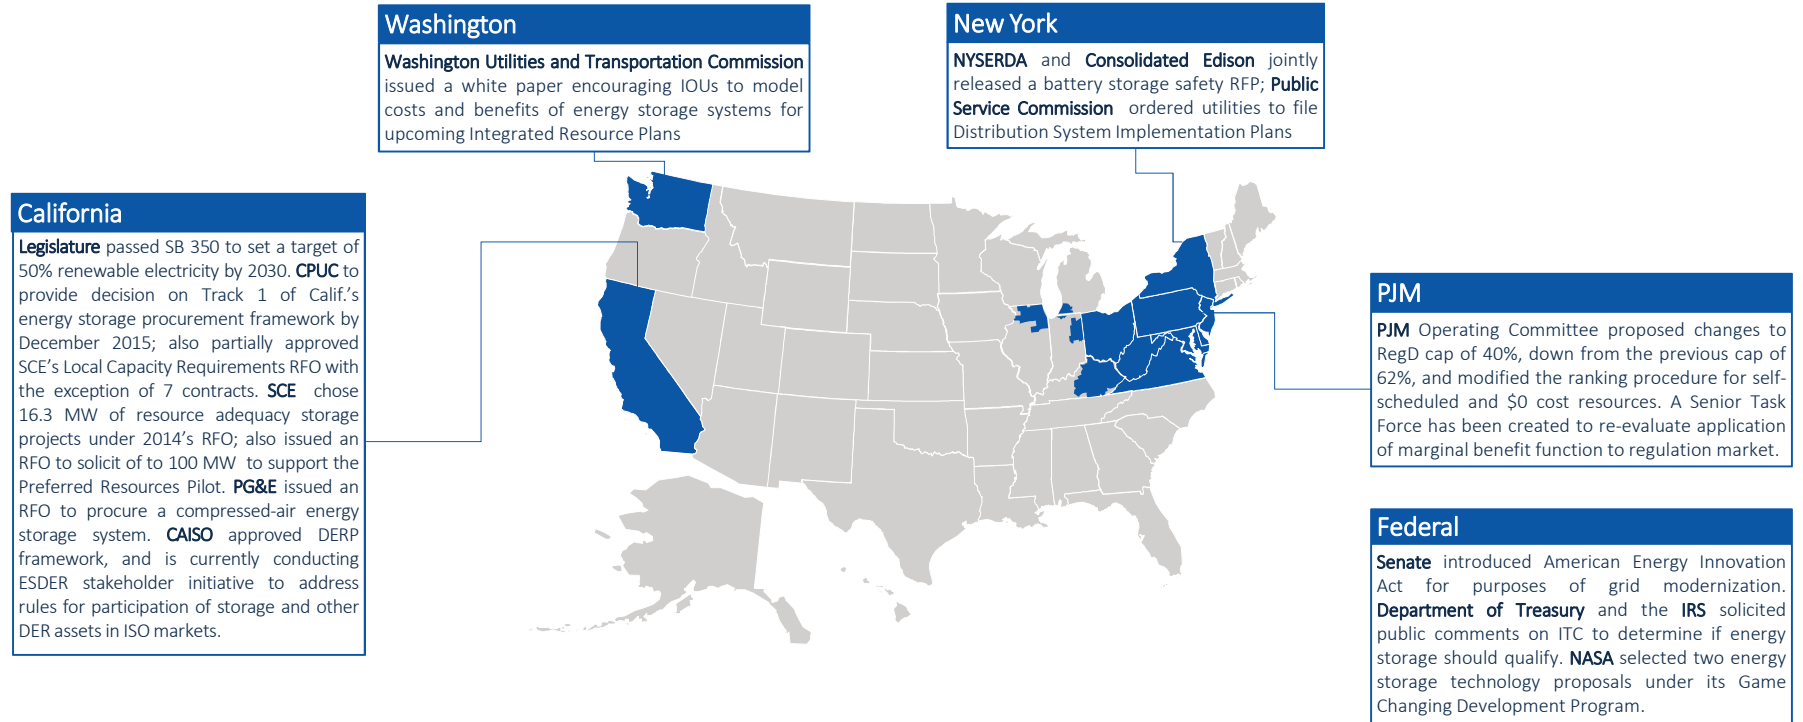 Washington
Washington Utilities and Transportation Commission
issued a white paper encouraging IOUs to model
costs and benefits of energy storage systems for
upcoming Integrated Resource Plans
New York
NYSERDA and Consolidated Edison jointly
released a battery storage safety RFP; Public
Service Commission ordered utilities to file
Distribution System Implementation Plans
California
Legislature passed SB 350 to set a target of
50% renewable electricity by 2030. CPUC to
provide decision on Track 1 of Calif.’s
energy storage procurement framework by
December 2015; also partially approved
SCE’s Local Capacity Requirements RFO with
the exception of 7 contracts. SCE chose
16.3 MW of resource adequacy storage
projects under 2014’s RFO; also issued an
RFO to solicit of to 100 MW to support the
Preferred Resources Pilot. PG&E issued an
RFO to procure a compressed-air energy
storage system. CAISO approved DERP
framework, and is currently conducting
ESDER stakeholder initiative to address
rules for participation of storage and other
DER assets in ISO markets.
PJM
PJM Operating Committee proposed changes to
RegD cap of 40%, down from the previous cap of
62%, and modified the ranking procedure for self-
scheduled and $0 cost resources. A Senior Task
Force has been created to re-evaluate application
of marginal benefit function to regulation market.
Federal
Senate introduced American Energy Innovation
Act for purposes of grid modernization.
Department of Treasury and the IRS solicited
public comments on ITC to determine if energy
storage should qualify. NASA selected two energy
storage technology proposals under its Game
Changing Development Program.